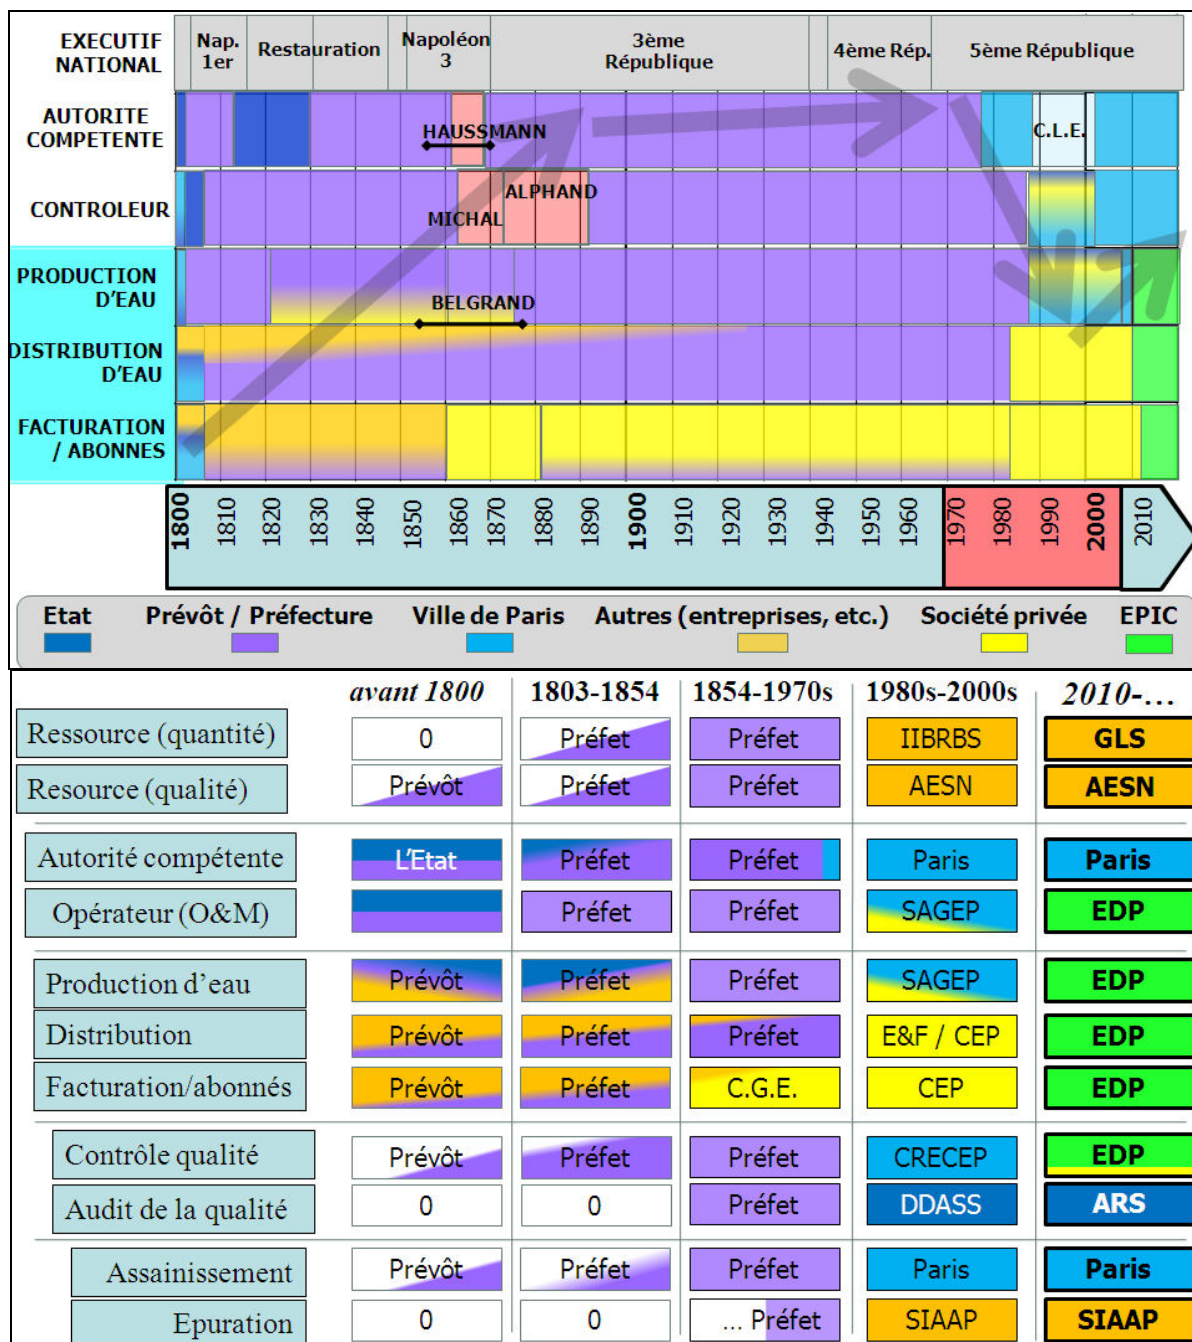 EXECUTIF
NATIONAL
Nap.
1er
Restauration
Napoléon
3
3ème
République
4ème Rép.
5ème République
AUTORITE
COMPETENTE
HAUSSMANN
C.L.E.
CONTROLEUR
ALPHAND
MICHAL
PRODUCTION
D'EAU
BELGRAND
DISTRIBUTION
D'EAU
FACTURATION
/ ABONNES
1800 1810 1820 1830 1840 1850 1860 1870 1880 1890 1900 1910 1920 1930 1940 1950 1960 1970 1980 1990 2000 2010
Etat Prévôt / Préfecture Ville de Paris Autres (entreprises, etc.) Société privée EPIC
avant 1800 1803-1854 1854-1970s 1980s-2000s 2010-...
Ressource (quantité) 0 Préfet Préfet IIBRBS GLS
Resource (qualité) Prévôt Préfet Préfet AESN AESN
Autorité compétente L'Etat Préfet Préfet Paris Paris
Opérateur (O&M) Préfet Préfet SAGEP EDP
Production d'eau Prévôt Préfet Préfet SAGEP EDP
Distribution Prévôt Préfet Préfet E&F / CEP EDP
Facturation/abonnés Prévôt Préfet C.G.E. CEP EDP
Contrôle qualité Prévôt Préfet Préfet CRECEP EDP
Audit de la qualité 0 0 Préfet DDASS ARS
Assainissement Prévôt Préfet Préfet Paris Paris
Epuration 0 0 ... Préfet SIAAP SIAAP